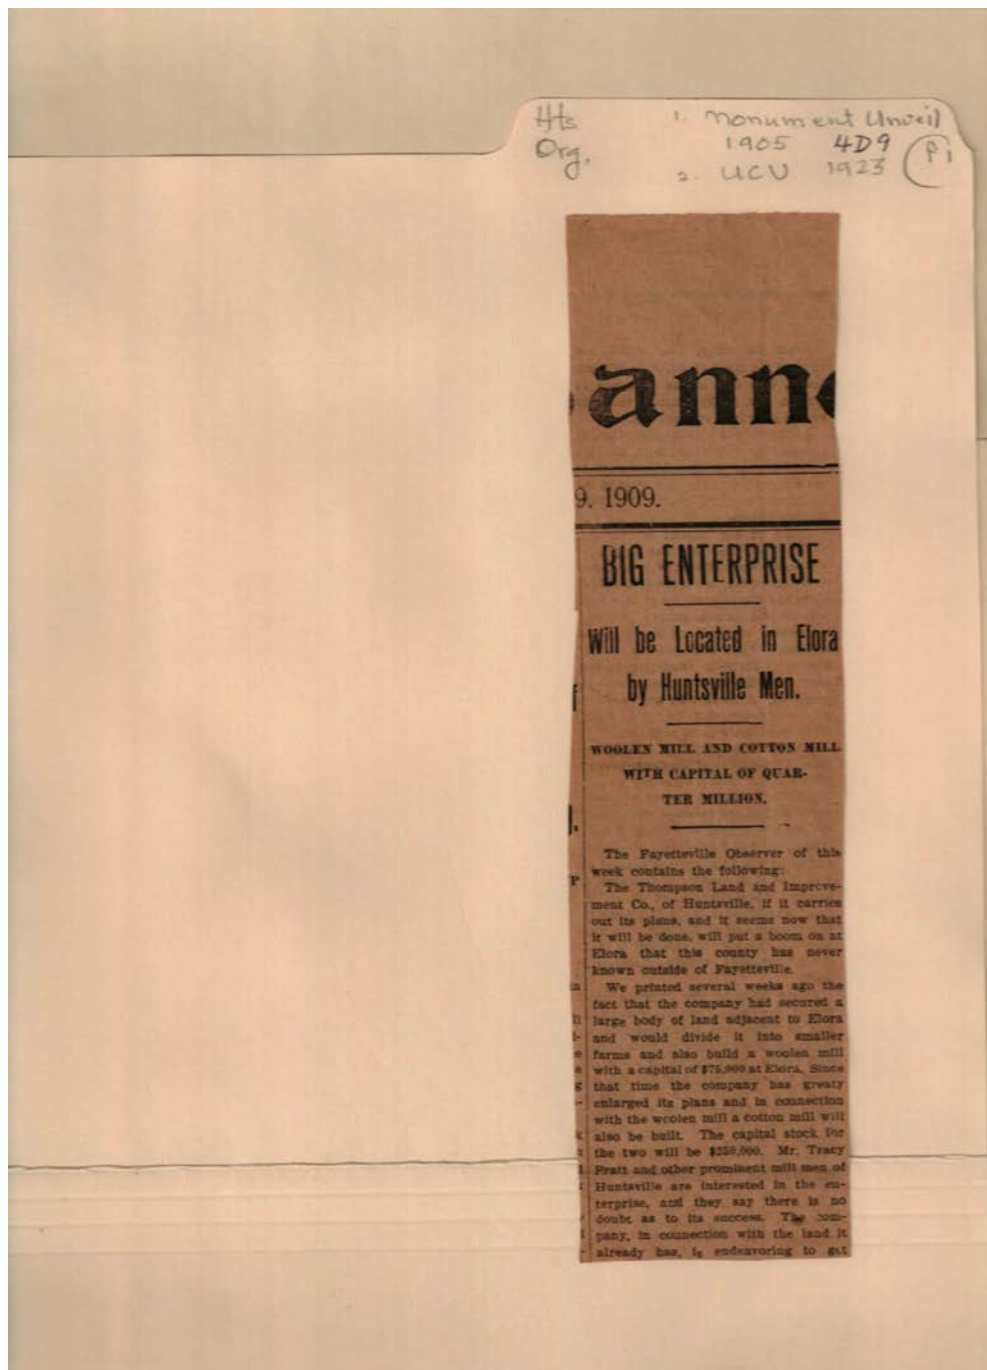 Hts. 1. Monument Unveil
Org. 1905 4D9 P1
2. UCU 1923
anne
9. 1909.
BIG ENTERPRISE
Will be Located in Elora
by Huntsville Men.
WOOLEN MILL AND COTTON MILL
WITH CAPITAL OF QUAR-
TER MILLION.
The Fayetteville Observer of this
week contains the following:
The Thompson Land and Improve-
ment Co., of Huntsville, if it carries
out its plans, and it seems now that
it will be done, will put a boom on at
Elora that this county has never
known outside of Fayetteville.
We printed several weeks ago the
fact that the company had secured a
large body of land adjacent to Elora
and would divide it into smaller
farms and also build a woolen mill
with a capital of $75,000 at Elora. Since
that time the company has greaty
enlarged its plans and in connection
with the woolen mill a cotton mill will
also be built. The capital stock for
the two will be $250,000. Mr. Tracy
Pratt and other prominent mill men of
Huntsville are interested in the en-
terprise, and they say there is no
doubt as to its success. The com-
pany, in connection with the land it
already has, is endeavoring to get